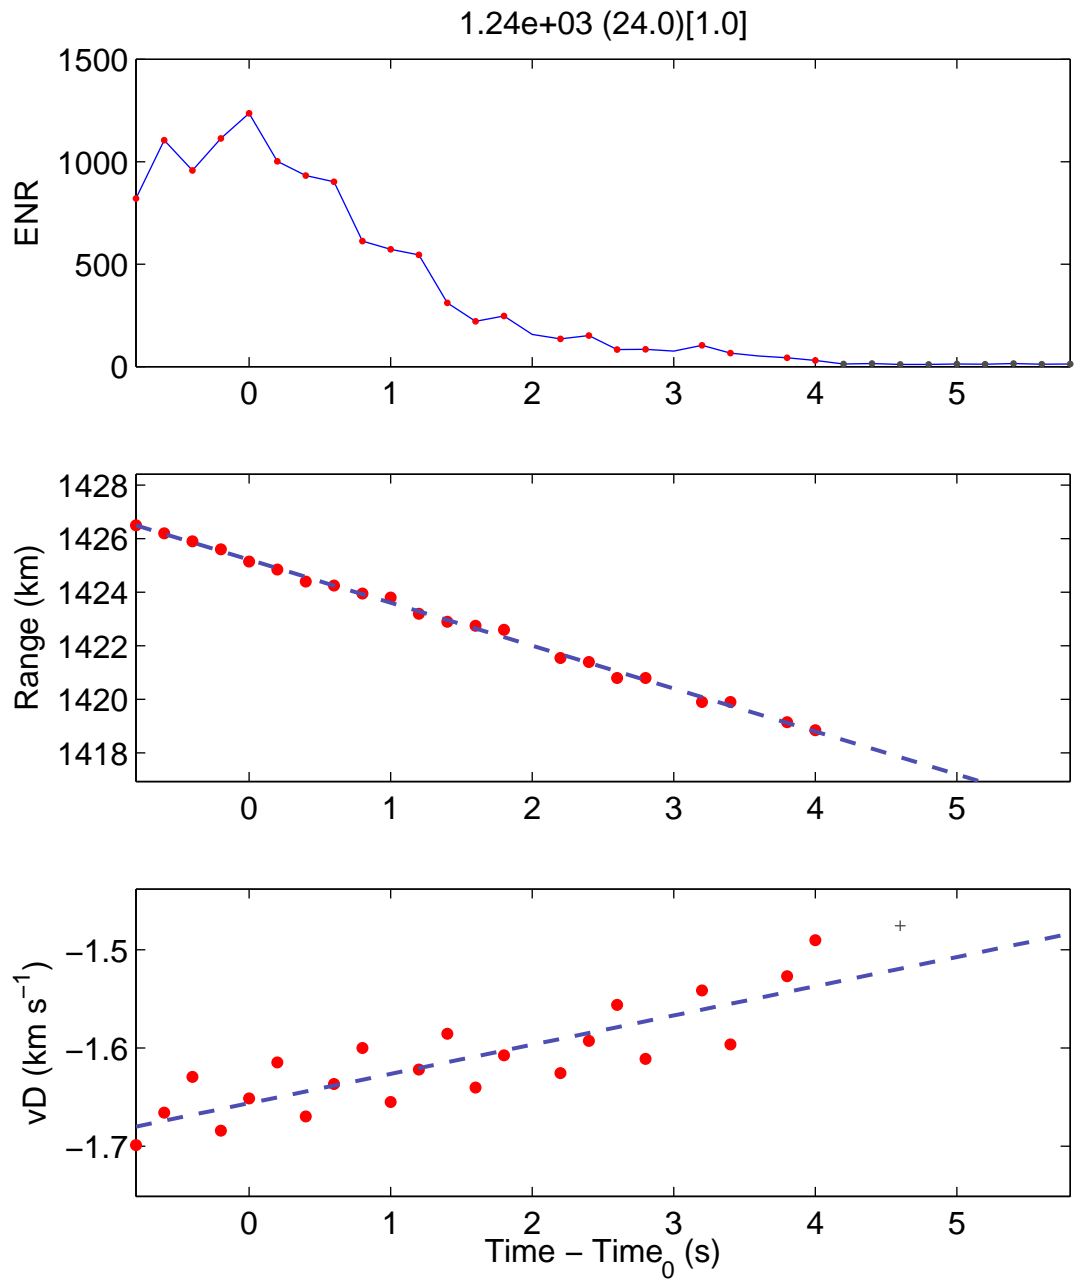 1.24e+03 (24.0)[1.0]
1500
1000
500
0
ENR
0 1 2 3 4 5
1428
1426
1424
1422
1420
1418
Range (km)
0 1 2 3 4 5
−1.5
−1.6
−1.7
vD (km s⁻¹)
0 1 2 3 4 5
Time − Time₀ (s)